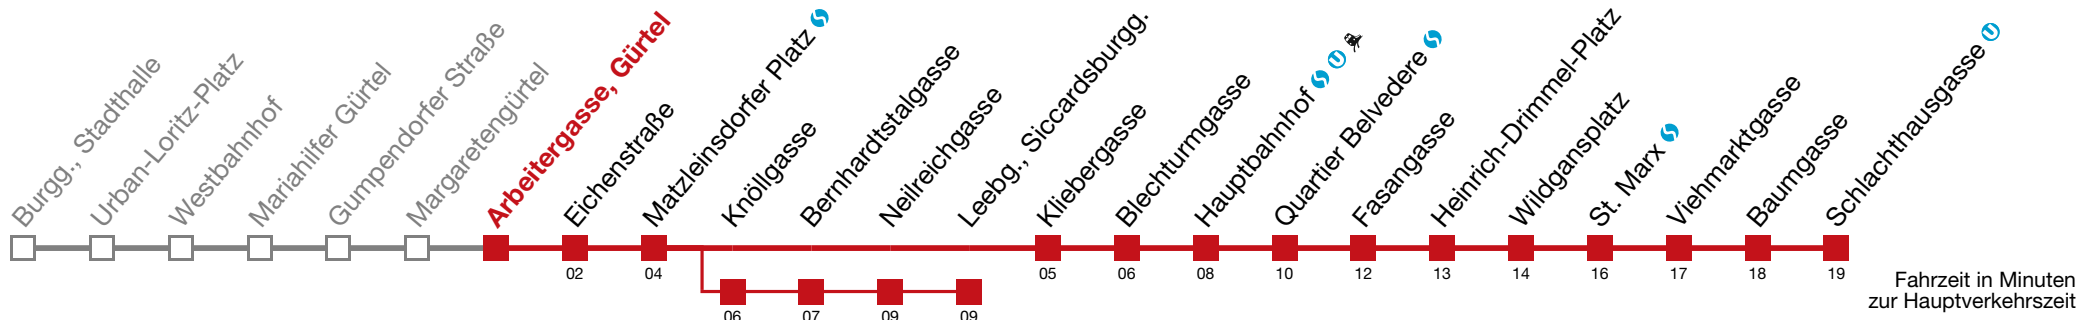 Burgg., Stadthalle
Urban-Loritz-Platz
Westbahnhof
Mariahilfer Gürtel
Gumpendorfer Straße
Margaretengürtel
Arbeitergasse, Gürtel
Eichenstraße
Matzleinsdorfer Platz
Knöllgasse
Bernhardtstalgasse
Neilreichgasse
Leebg., Siccardsburgg.
Kliebergasse
Blechturmgasse
Hauptbahnhof U
Quartier Belvedere
Fasangasse
Heinrich-Drimmel-Platz
Wildgansplatz
St. Marx
Viehmarktgasse
Baumgasse
Schlachthausgasse U
02 04 05 06 08 10 12 13 14 16 17 18 19
06 07 09 09
Fahrzeit in Minuten
zur Hauptverkehrszeit